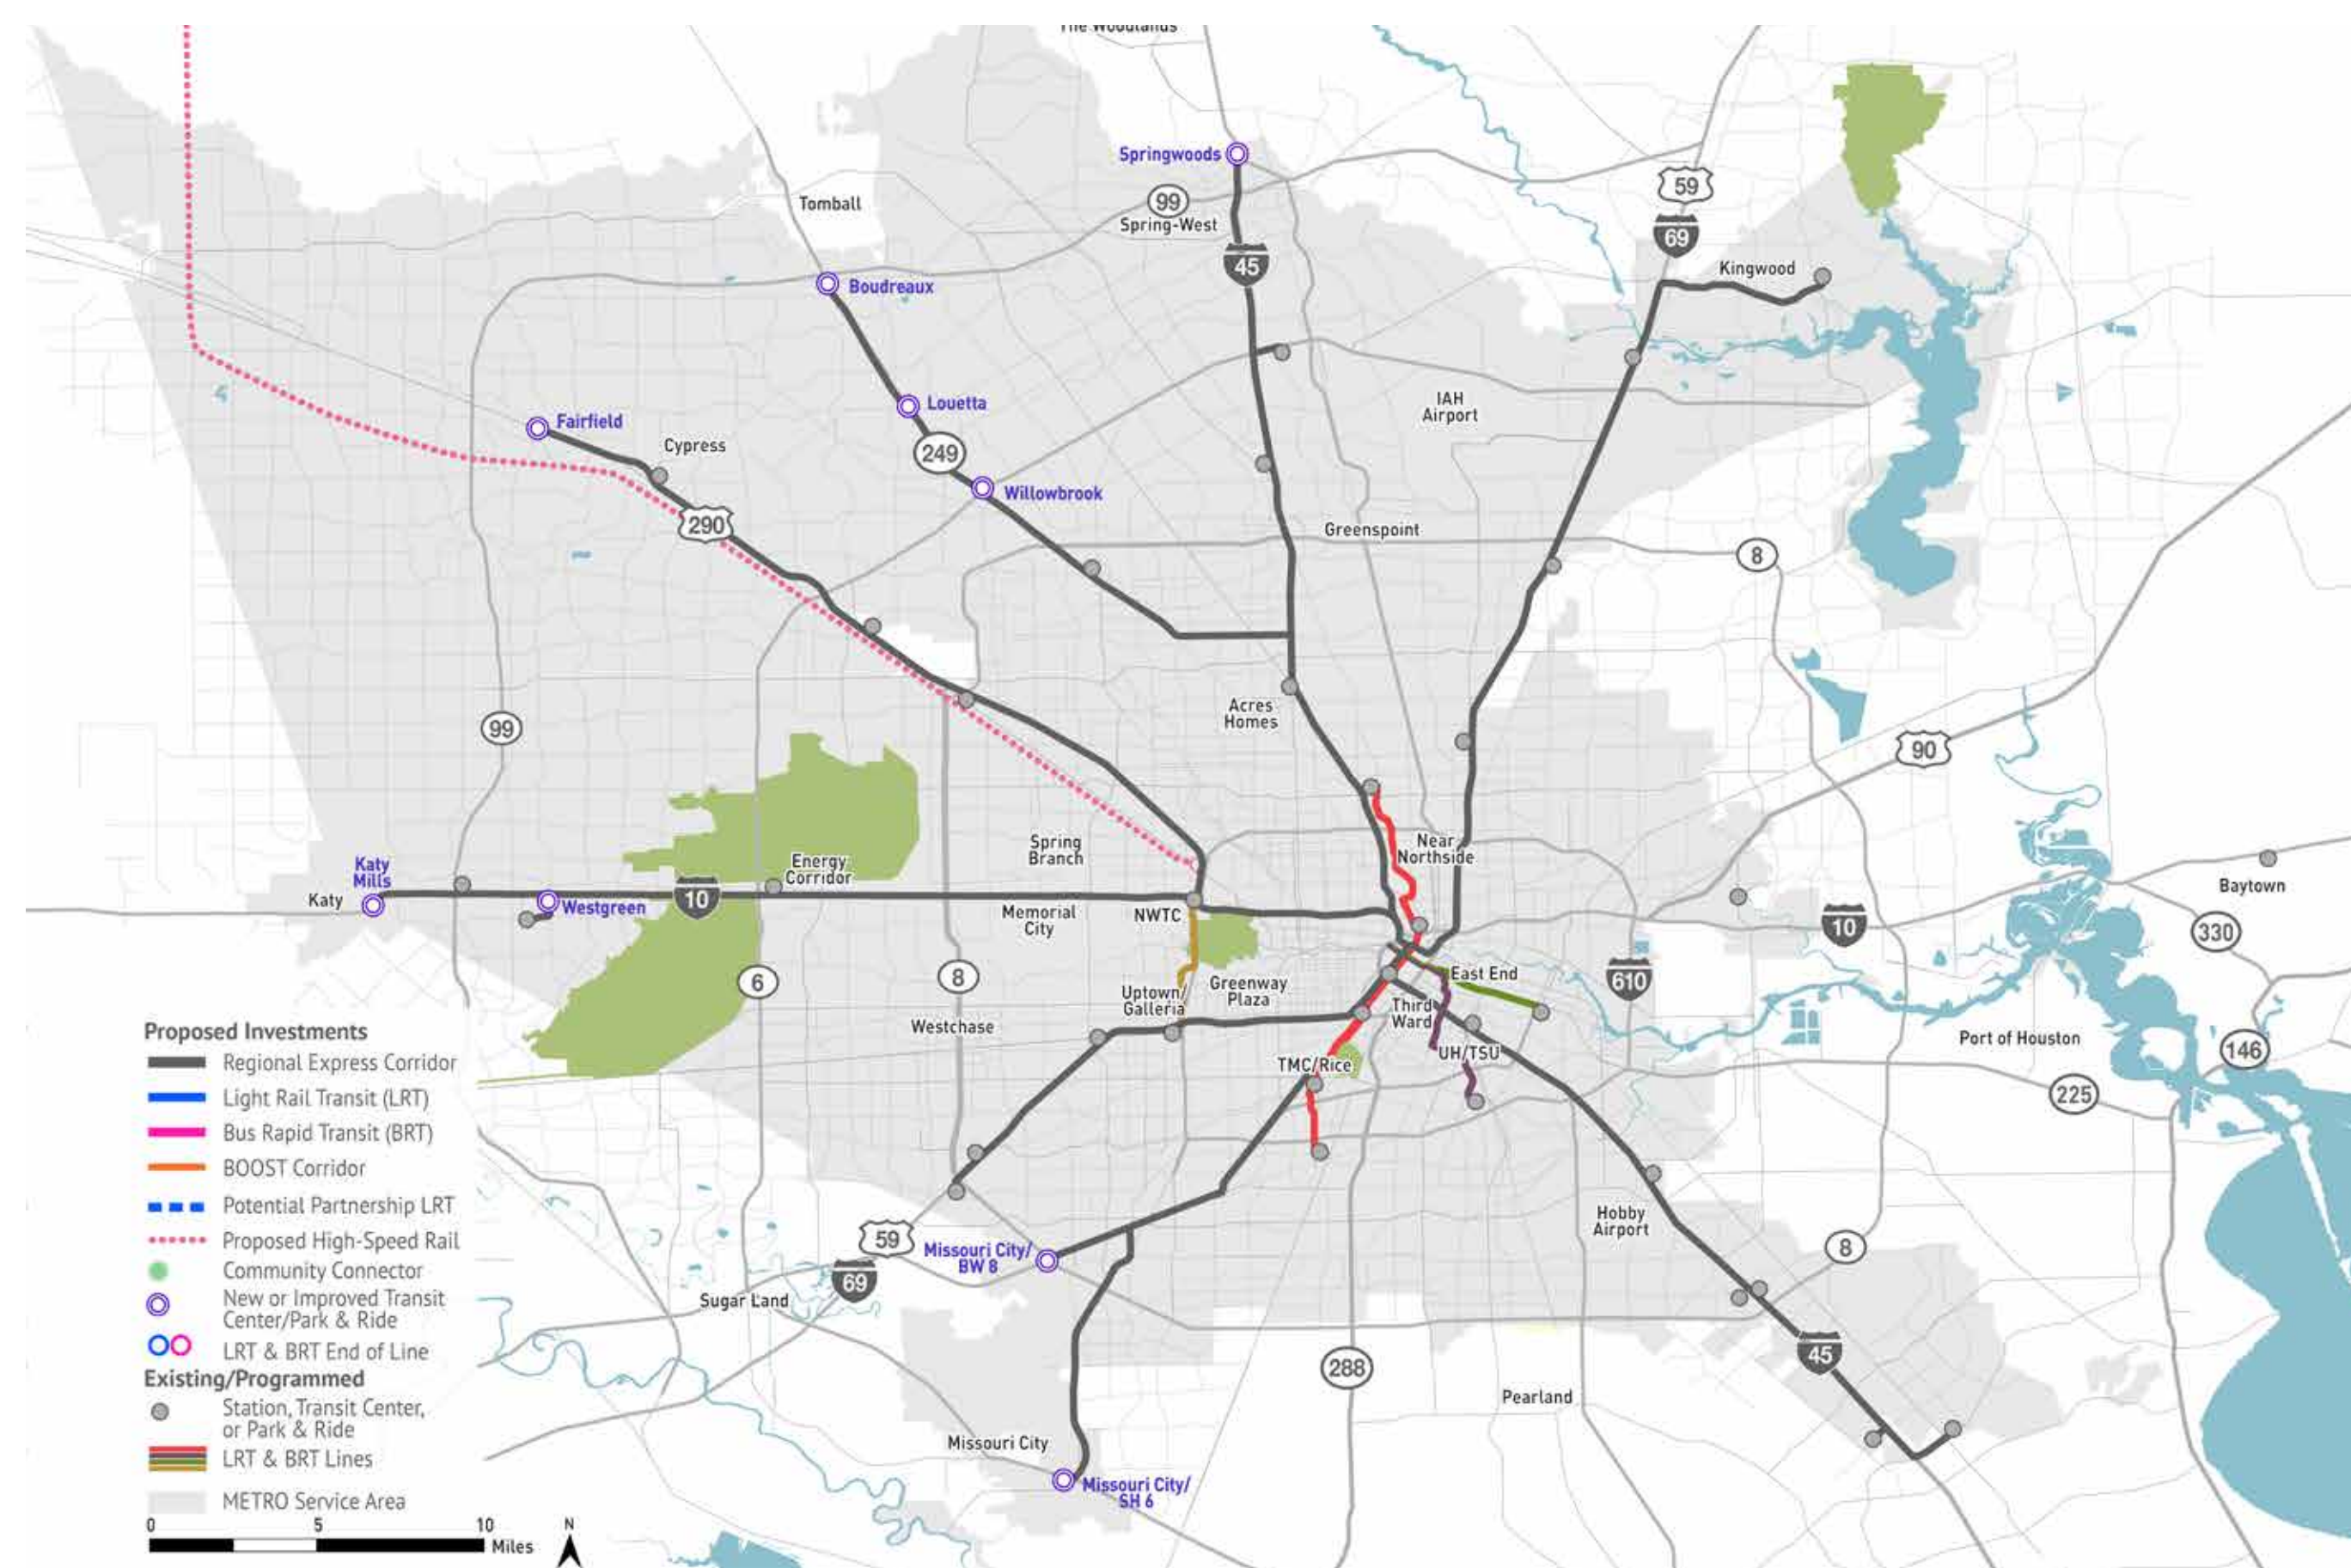 The Woodlands
Springwoods
99
Spring-West
59
69
Tomball
45
Kingwood
Boudreaux
Louetta
IAH
Airport
Fairfield
Cypress
249
Willowbrook
290
Greenspoint
8
Acres
Homes
99
90
Spring
Branch
Near
Northside
Katy
Mills
Energy
Corridor
Baytown
Katy
Westgreen
10
Memorial
City
NWTC
10
330
6
8
Uptown/
Galleria
Greenway
Plaza
East End
610
Third
Ward
Westchase
Port of Houston
UH/TSU
TMC/Rice
146
225
Hobby
Airport
59
Missouri City/
BW 8
69
8
Sugar Land
45
288
Pearland
Missouri City
Missouri City/
SH 6
Proposed Investments
Regional Express Corridor
Light Rail Transit (LRT)
Bus Rapid Transit (BRT)
BOOST Corridor
Potential Partnership LRT
Proposed High-Speed Rail
Community Connector
New or Improved Transit
Center/Park & Ride
LRT & BRT End of Line
Existing/Programmed
Station, Transit Center,
or Park & Ride
LRT & BRT Lines
METRO Service Area
0 5 10
Miles
N